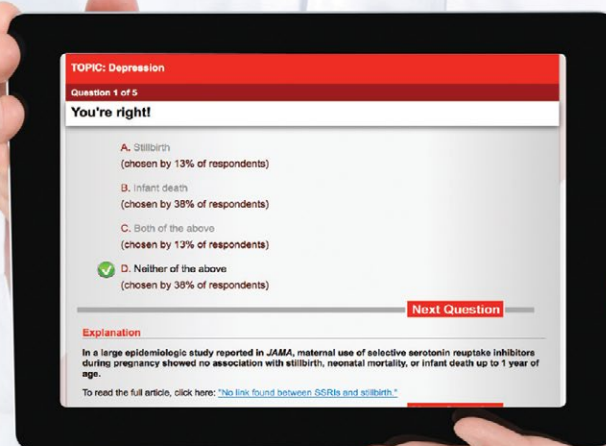 TOPIC: Depression
Question 1 of 5
You're right!
A. Stillbirth
(chosen by 13% of respondents)
B. Infant death
(chosen by 38% of respondents)
C. Both of the above
(chosen by 13% of respondents)
D. Neither of the above
(chosen by 38% of respondents)
Next Question
Explanation
In a large epidemiologic study reported in JAMA, maternal use of selective serotonin reuptake inhibitors
during pregnancy showed no association with stillbirth, neonatal mortality, or infant death up to 1 year of
age.
To read the full article, click here: "No link found between SSRIs and stillbirth."